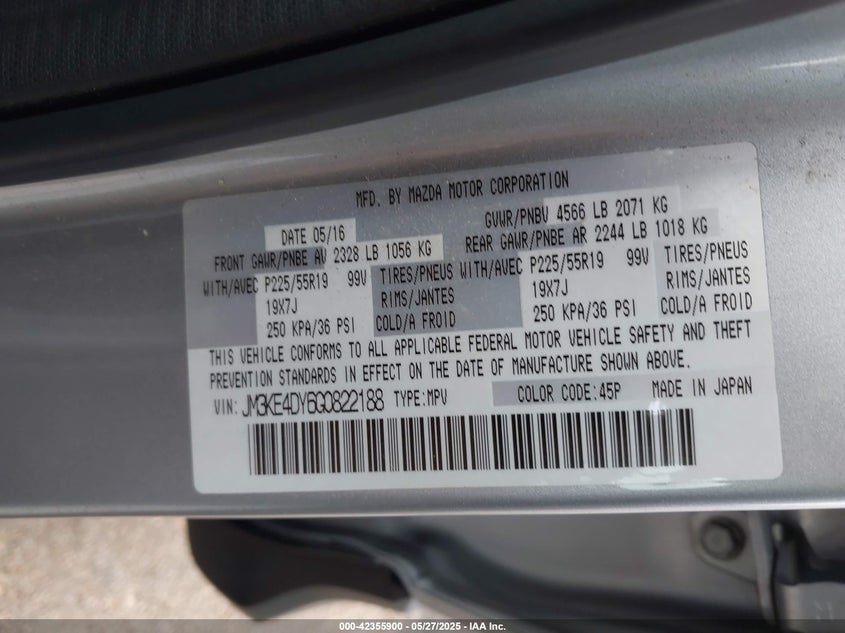 MFD. BY MAZDA MOTOR CORPORATION
DATE 05/16 GVWR/PNBV 4566 LB 2071 KG
FRONT GAWR/PNBE AV 2328 LB 1056 KG REAR GAWR/PNBE AR 2244 LB 1018 KG
WITH/AVEC P225/55R19 99V TIRES/PNEUS WITH/AVEC P225/55R19 99V TIRES/PNEUS
19X7J RIMS/JANTES 19X7J RIMS/JANTES
250 KPA/36 PSI COLD/A FROID 250 KPA/36 PSI COLD/A FROID
THIS VEHICLE CONFORMS TO ALL APPLICABLE FEDERAL MOTOR VEHICLE SAFETY AND THEFT
PREVENTION STANDARDS IN EFFECT ON THE DATE OF MANUFACTURE SHOWN ABOVE.
VIN: JM3KE4DY6G0822188 TYPE:MPV COLOR CODE:45P MADE IN JAPAN
000-42355900 - 05/27/2025 - IAA Inc.